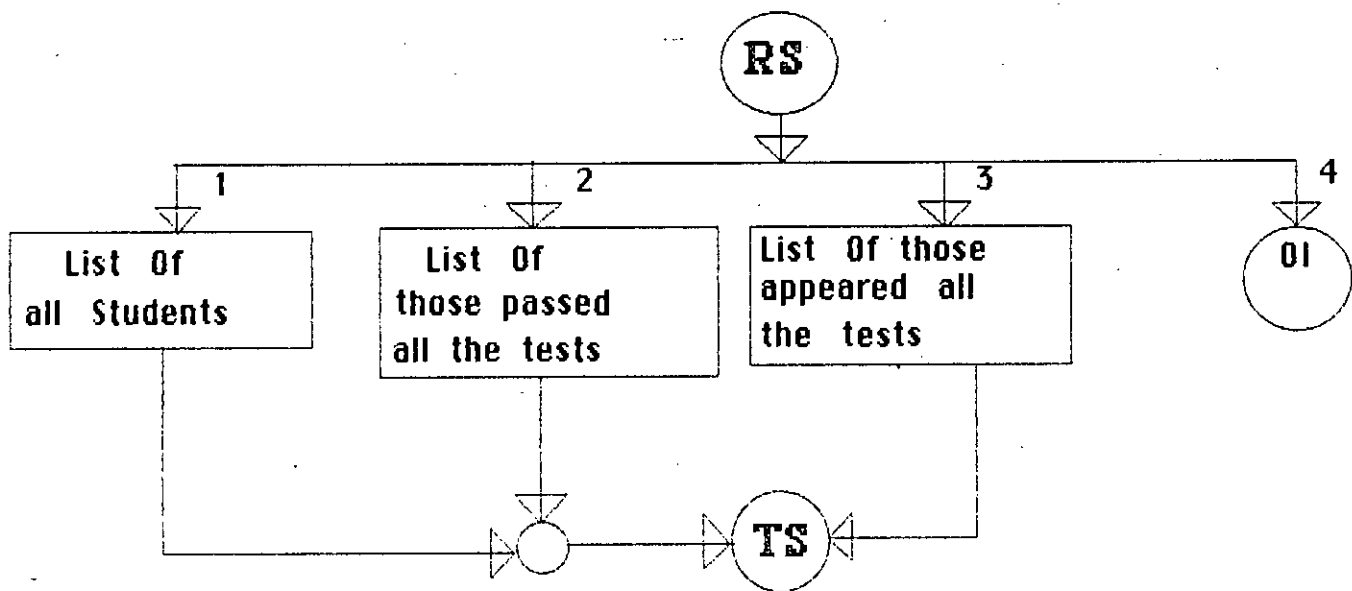 RS
1
2
3
4
List Of
all Students
List Of
those passed
all the tests
List Of those
appeared all
the tests
OI
TS